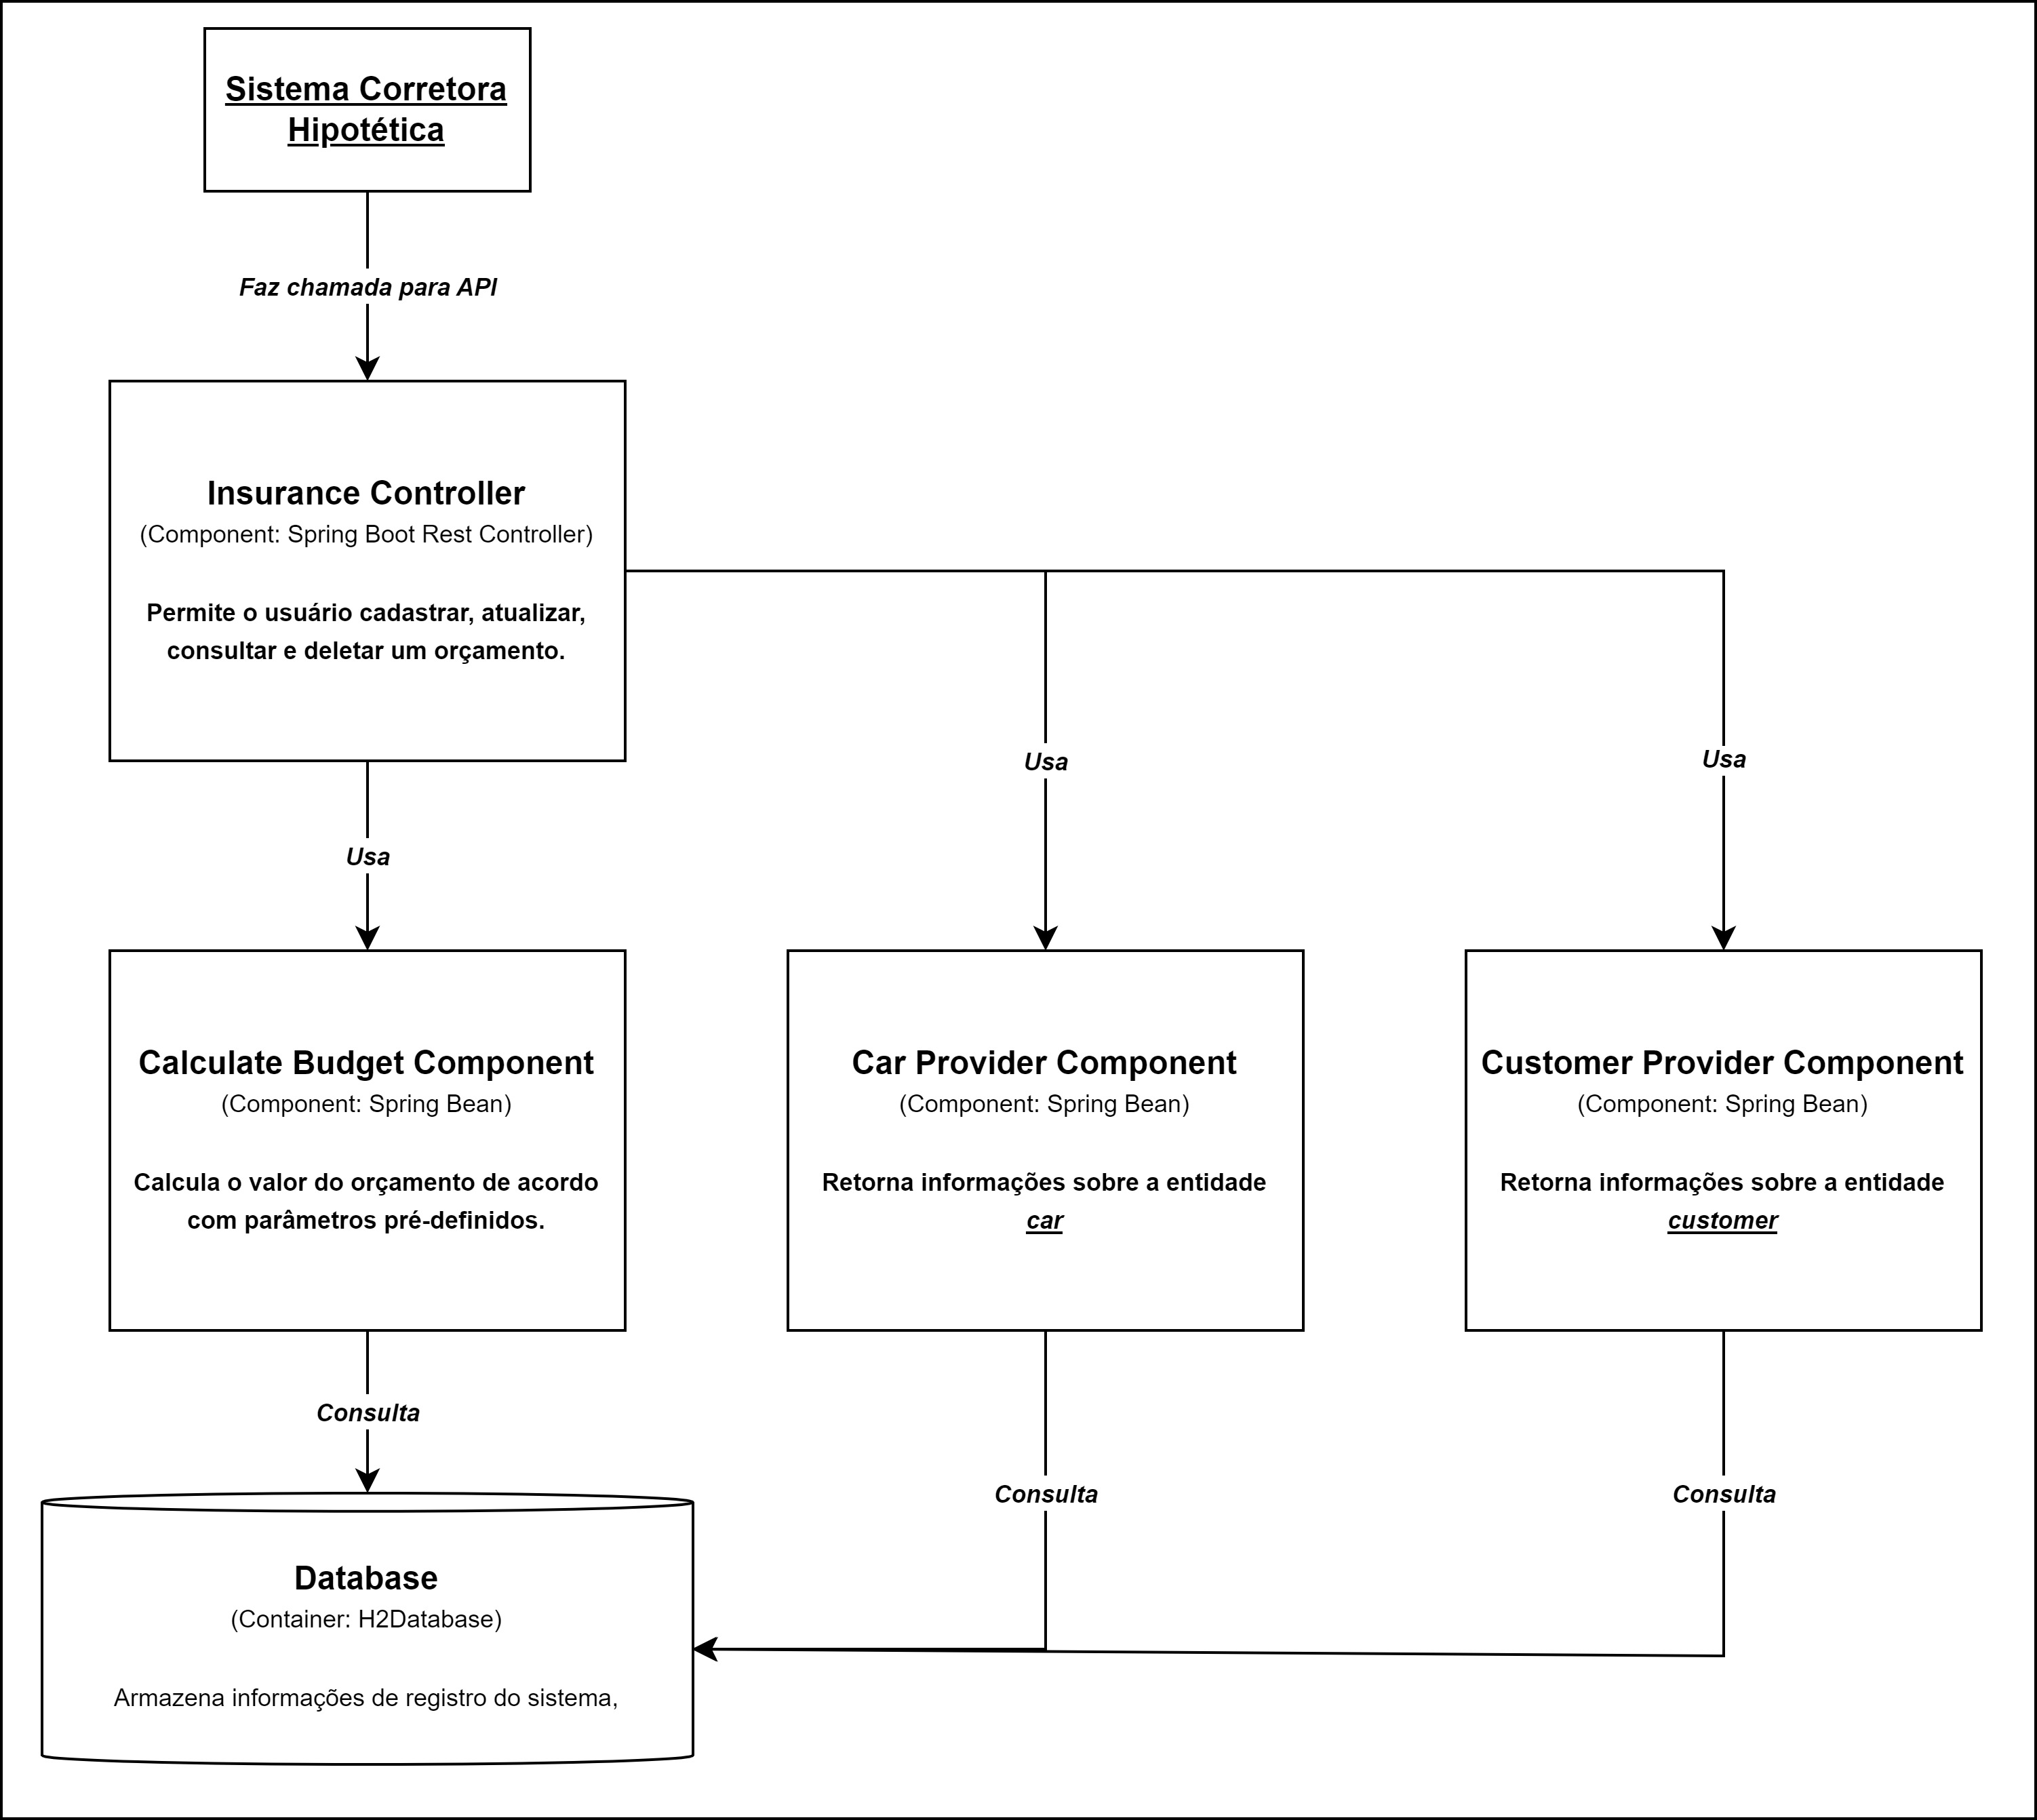 Sistema Corretora
Hipotética
Faz chamada para API
Insurance Controller
(Component: Spring Boot Rest Controller)
Permite o usuário cadastrar, atualizar,
consultar e deletar um orçamento.
Usa
Usa
Usa
Calculate Budget Component
(Component: Spring Bean)
Calcula o valor do orçamento de acordo
com parâmetros pré-definidos.
Car Provider Component
(Component: Spring Bean)
Retorna informações sobre a entidade
car
Customer Provider Component
(Component: Spring Bean)
Retorna informações sobre a entidade
customer
Consulta
Consulta
Consulta
Database
(Container: H2Database)
Armazena informações de registro do sistema,